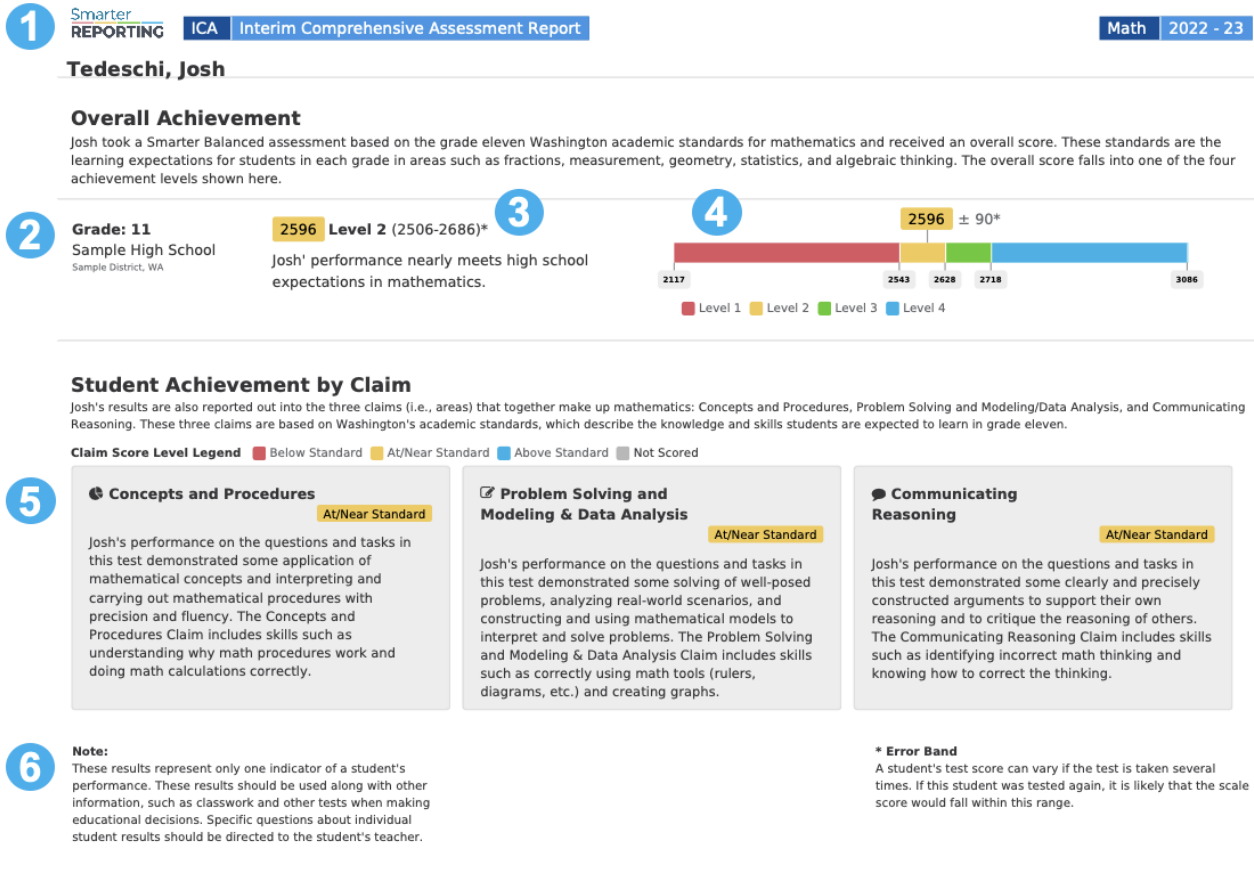 1
Smarter
REPORTING
ICA Interim Comprehensive Assessment Report
Math 2022 - 23
Tedeschi, Josh
Overall Achievement
Josh took a Smarter Balanced assessment based on the grade eleven Washington academic standards for mathematics and received an overall score. These standards are the
learning expectations for students in each grade in areas such as fractions, measurement, geometry, statistics, and algebraic thinking. The overall score falls into one of the four
achievement levels shown here.
2
Grade: 11
Sample High School
Sample District, WA
3
2596 Level 2 (2506-2686)*
Josh' performance nearly meets high school
expectations in mathematics.
4
2596 ± 90*
2117 2543 2628 2718 3086
Level 1 Level 2 Level 3 Level 4
Student Achievement by Claim
Josh's results are also reported out into the three claims (i.e., areas) that together make up mathematics: Concepts and Procedures, Problem Solving and Modeling/Data Analysis, and Communicating
Reasoning. These three claims are based on Washington's academic standards, which describe the knowledge and skills students are expected to learn in grade eleven.
Claim Score Level Legend Below Standard At/Near Standard Above Standard Not Scored
5
Concepts and Procedures
At/Near Standard
Josh's performance on the questions and tasks in
this test demonstrated some application of
mathematical concepts and interpreting and
carrying out mathematical procedures with
precision and fluency. The Concepts and
Procedures Claim includes skills such as
understanding why math procedures work and
doing math calculations correctly.
Problem Solving and
Modeling & Data Analysis
At/Near Standard
Josh's performance on the questions and tasks in
this test demonstrated some solving of well-posed
problems, analyzing real-world scenarios, and
constructing and using mathematical models to
interpret and solve problems. The Problem Solving
and Modeling & Data Analysis Claim includes skills
such as correctly using math tools (rulers,
diagrams, etc.) and creating graphs.
Communicating
Reasoning
At/Near Standard
Josh's performance on the questions and tasks in
this test demonstrated some clearly and precisely
constructed arguments to support their own
reasoning and to critique the reasoning of others.
The Communicating Reasoning Claim includes skills
such as identifying incorrect math thinking and
knowing how to correct the thinking.
6
Note:
These results represent only one indicator of a student's
performance. These results should be used along with other
information, such as classwork and other tests when making
educational decisions. Specific questions about individual
student results should be directed to the student's teacher.
* Error Band
A student's test score can vary if the test is taken several
times. If this student was tested again, it is likely that the scale
score would fall within this range.